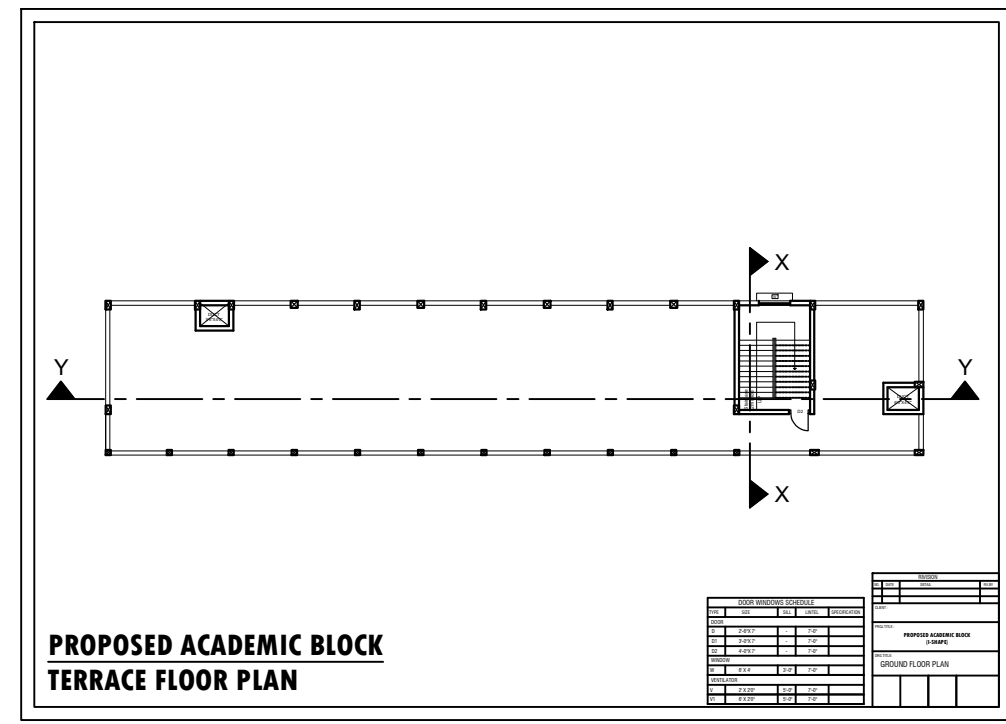 X
Y
Y
D2
X
PROPOSED ACADEMIC BLOCK
TERRACE FLOOR PLAN
DOOR WINDOWS SCHEDULE
TYPE SIZE SILL LINTEL SPECIFICATION
DOOR
D 2'-6"X 7' - 7'-0"
D1 3'-0"X 7' - 7'-0"
D2 4'-0"X 7' - 7'-0"
WINDOW
W 6' X 4' 3'-0" 7'-0"
VENTILATOR
V 2' X 2'0" 5'-0" 7'-0"
V1 6' X 2'0" 5'-0" 7'-0"
REVISION
NO. DATE DETAIL
CLIENT:
PROJ.TITLE:
PROPOSED ACADEMIC BLOCK
(I-SHAPE)
DRG.TITLE:
GROUND FLOOR PLAN